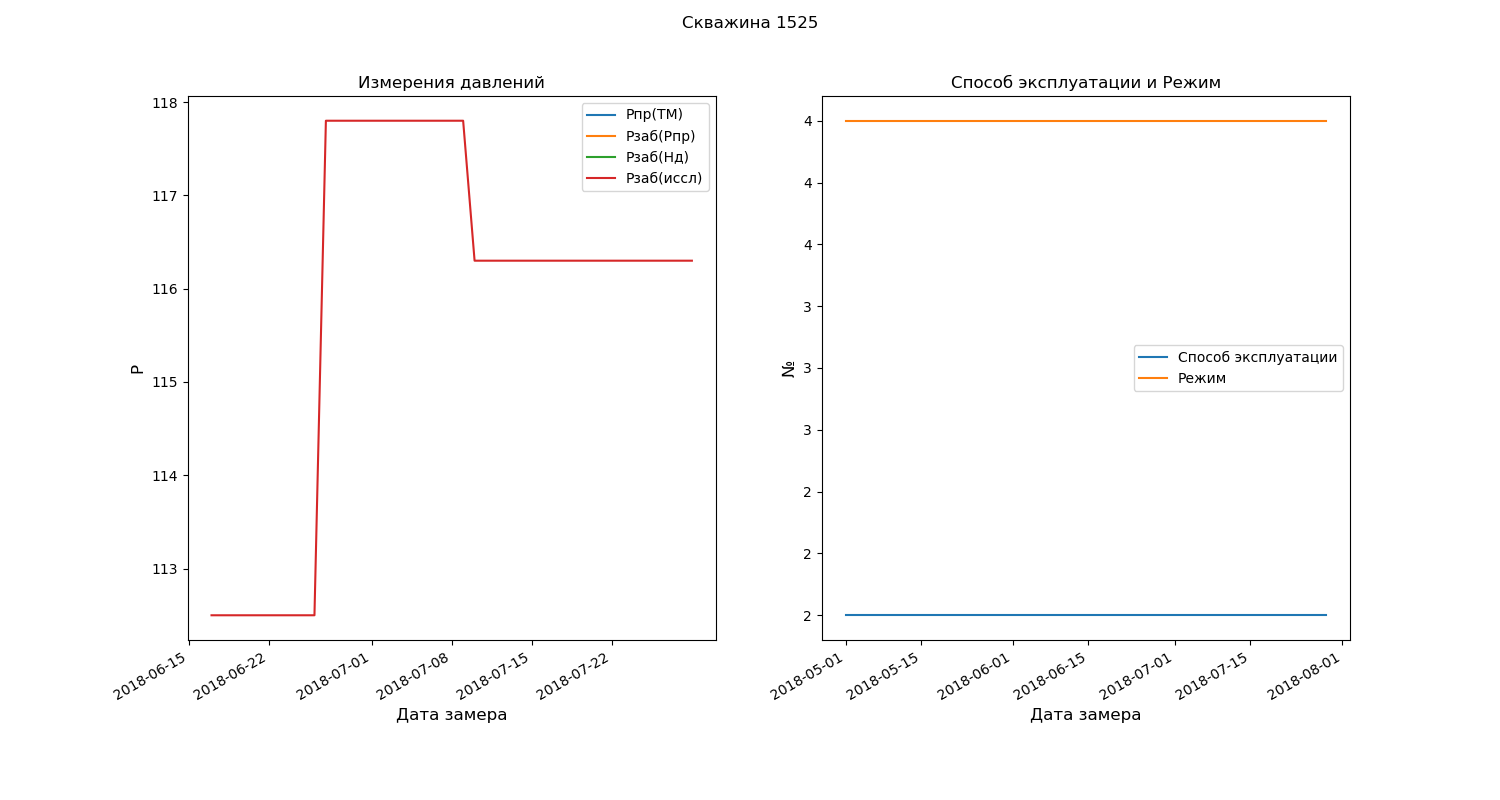 Скважина 1525
Измерения давлений
118
117
116
115
114
113
P
Рпр(ТМ)
Рзаб(Рпр)
Рзаб(Нд)
Рзаб(иссл)
2018-06-15
2018-06-22
2018-07-01
2018-07-08
2018-07-15
2018-07-22
Дата замера
Способ эксплуатации и Режим
4
4
4
3
3
3
2
2
2
№
Способ эксплуатации
Режим
2018-05-01
2018-05-15
2018-06-01
2018-06-15
2018-07-01
2018-07-15
2018-08-01
Дата замера